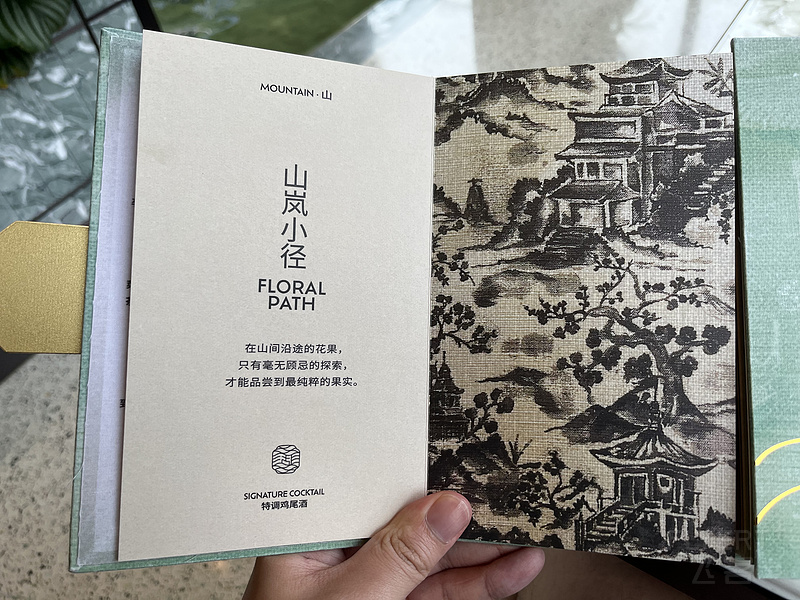 MOUNTAIN · 山
山岚小径
FLORAL
PATH
在山间沿途的花果，
只有毫无顾忌的探索，
才能品尝到最纯粹的果实。
SIGNATURE COCKTAIL
特调鸡尾酒